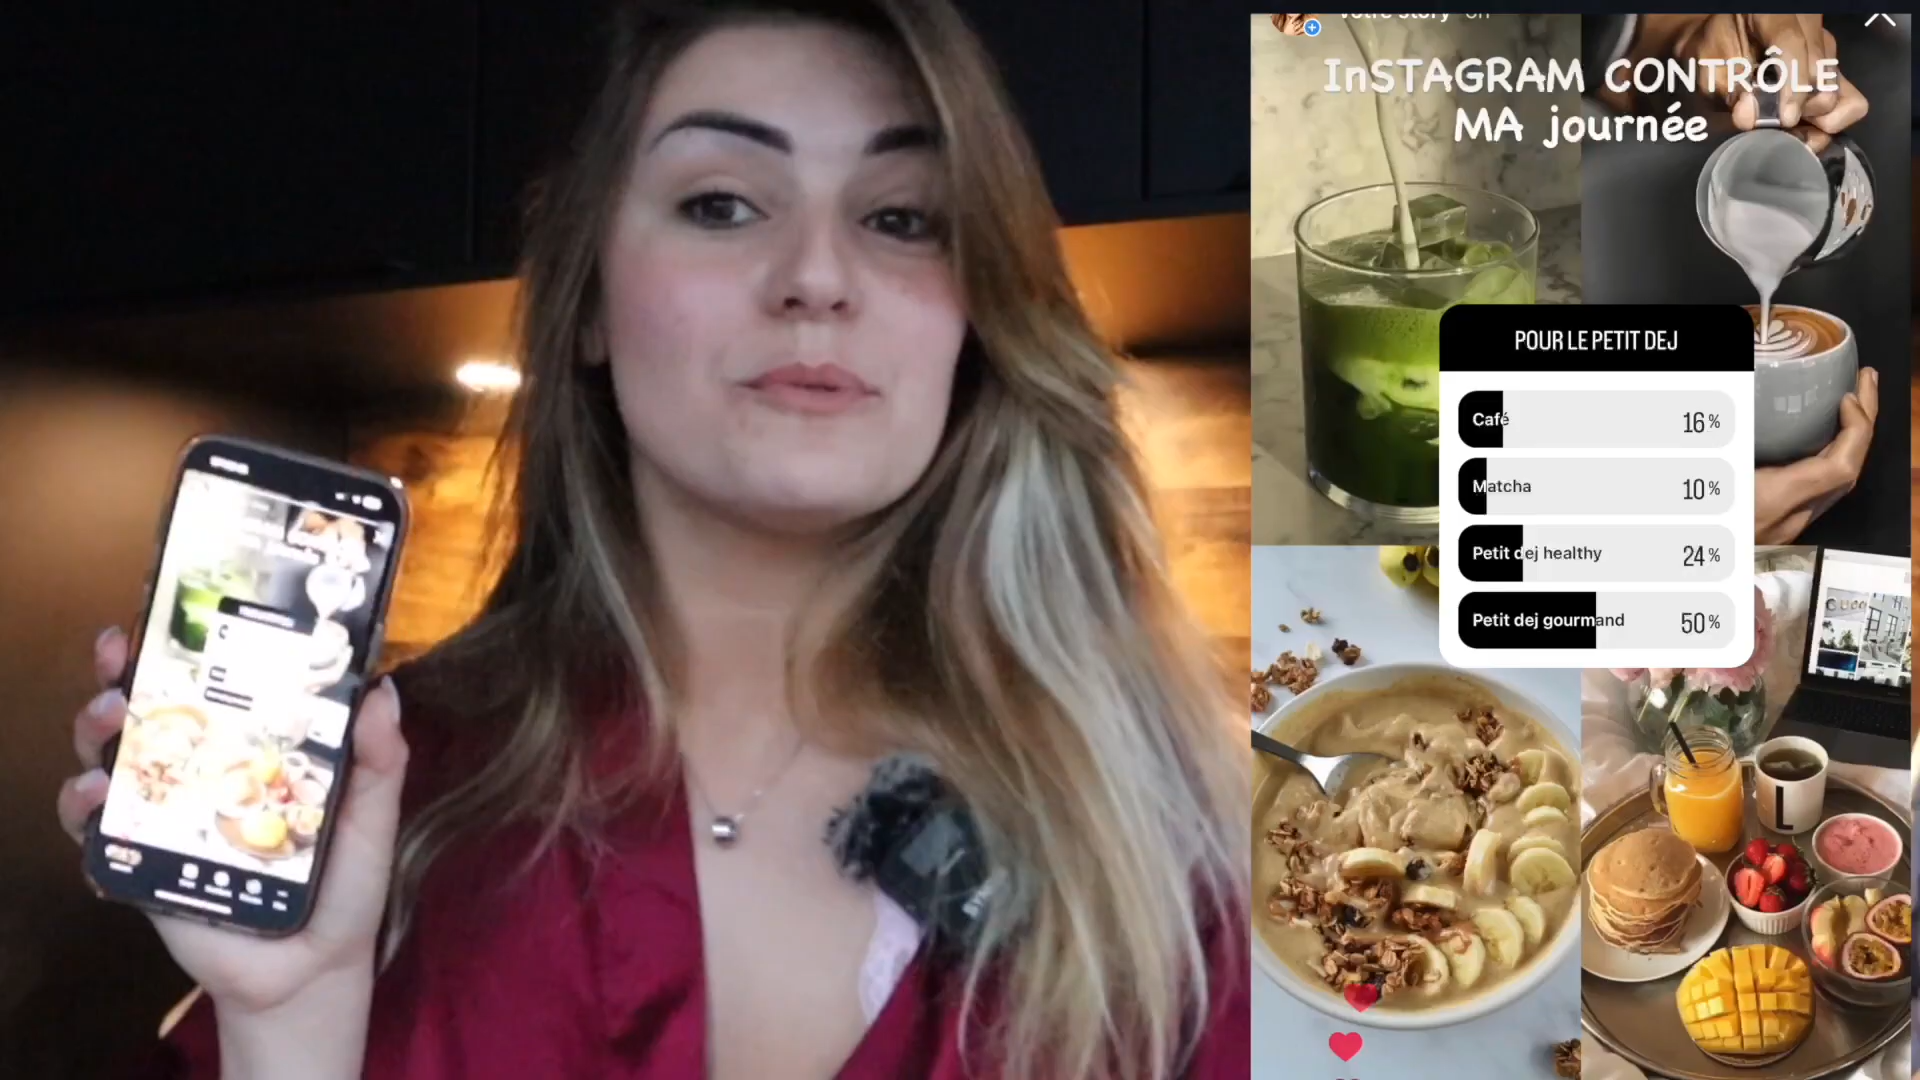 InSTAGRAM CONTRÔLE
MA journée
POUR LE PETIT DEJ
Café 16%
Matcha 10%
Petit dej healthy 24%
Petit dej gourmand 50%
L